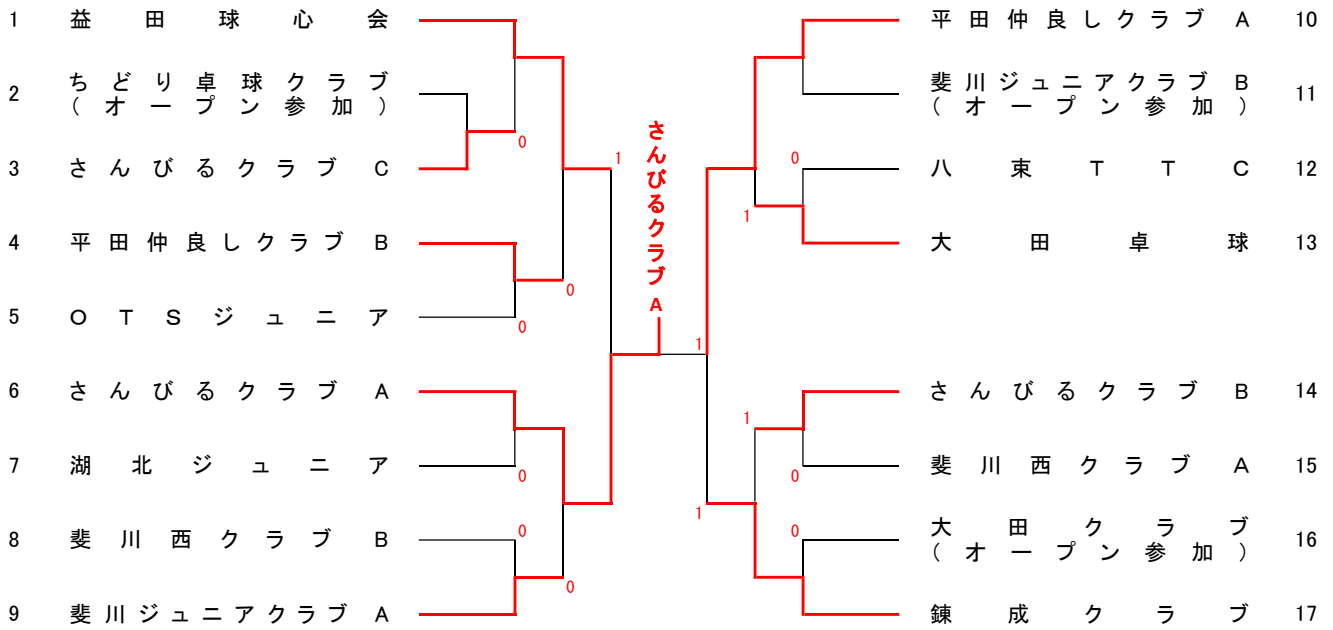 1 益田球心会
2 ちどり卓球クラブ
(オープン参加)
3 さんびるクラブ C
4 平田仲良しクラブ B
5 OTSジュニア
6 さんびるクラブ A
7 湖北ジュニア
8 斐川西クラブ B
9 斐川ジュニアクラブ A
0
0
0
0
0
0
1
さんびるクラブ A
1
1
0
1
1
0
0
平田仲良しクラブ A 10
斐川ジュニアクラブ B 11
(オープン参加)
八東TTC 12
大田卓球 13
さんびるクラブ B 14
斐川西クラブ A 15
大田クラブ 16
(オープン参加)
錬成クラブ 17